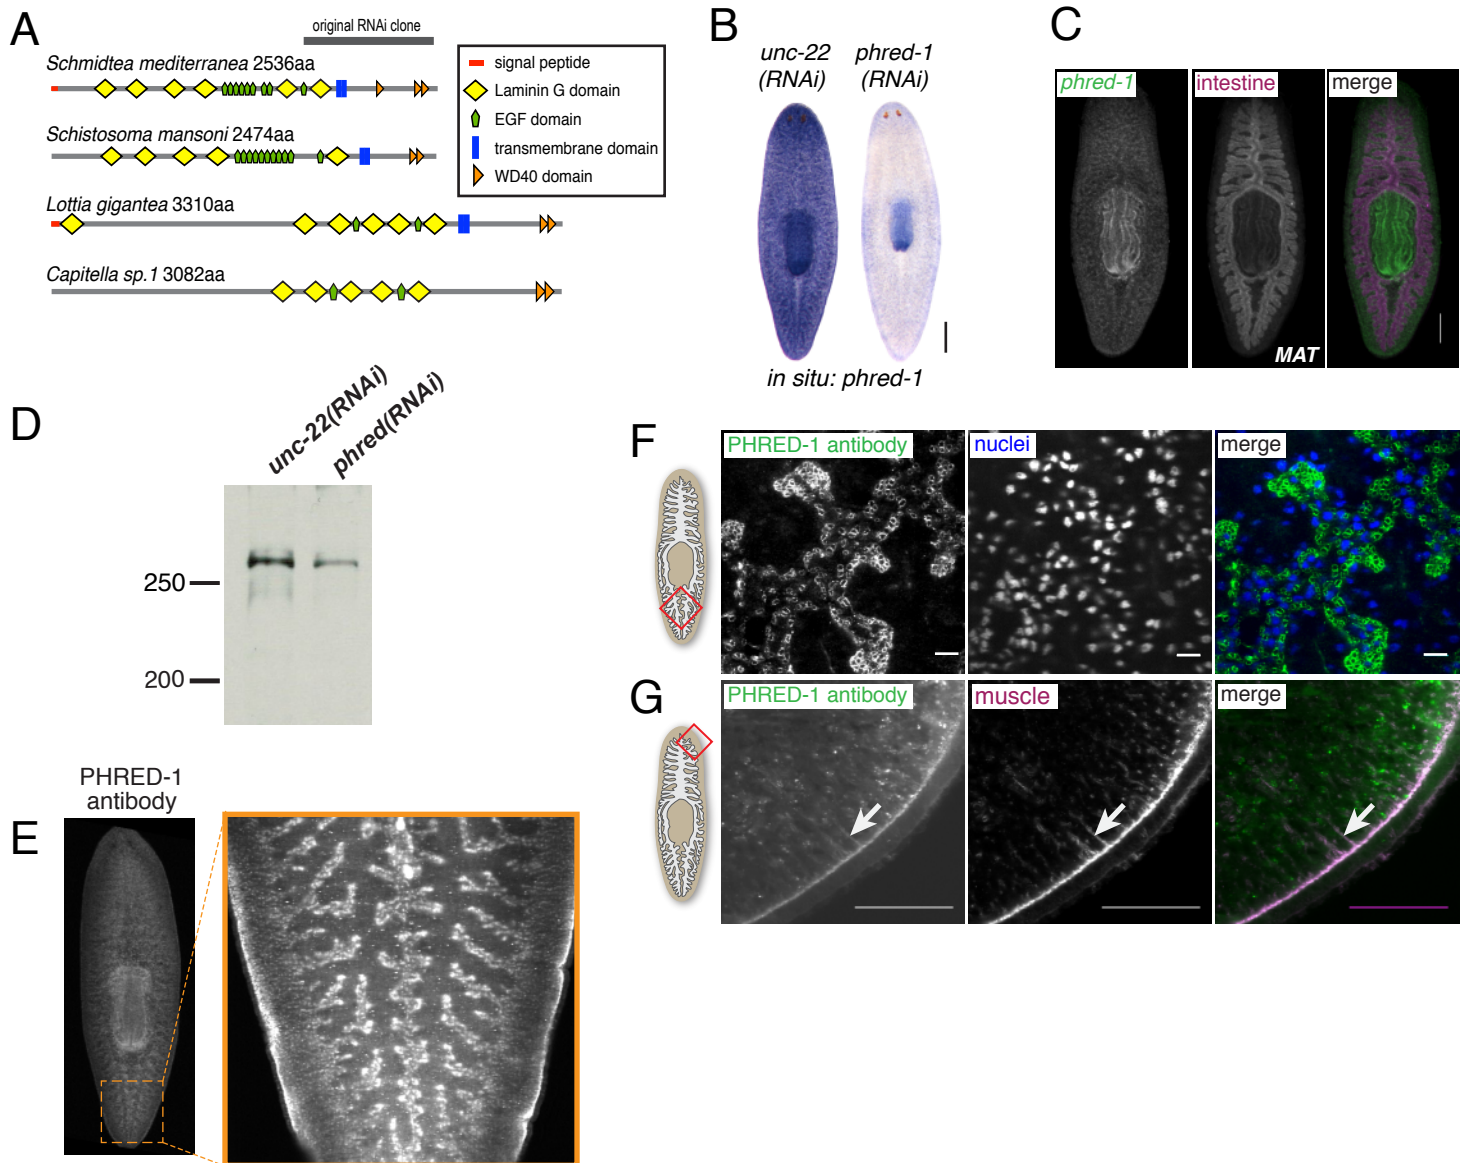 A
original RNAi clone
Schmidtea mediterranea 2536aa
Schistosoma mansoni 2474aa
Lottia gigantea 3310aa
Capitella sp.1 3082aa
signal peptide
Laminin G domain
EGF domain
transmembrane domain
WD40 domain
B
unc-22 phred-1
(RNAi) (RNAi)
in situ: phred-1
C
phred-1 intestine merge
MAT
D
unc-22(RNAi)
phred(RNAi)
250
200
E
PHRED-1
antibody
F
PHRED-1 antibody nuclei merge
G
PHRED-1 antibody muscle merge